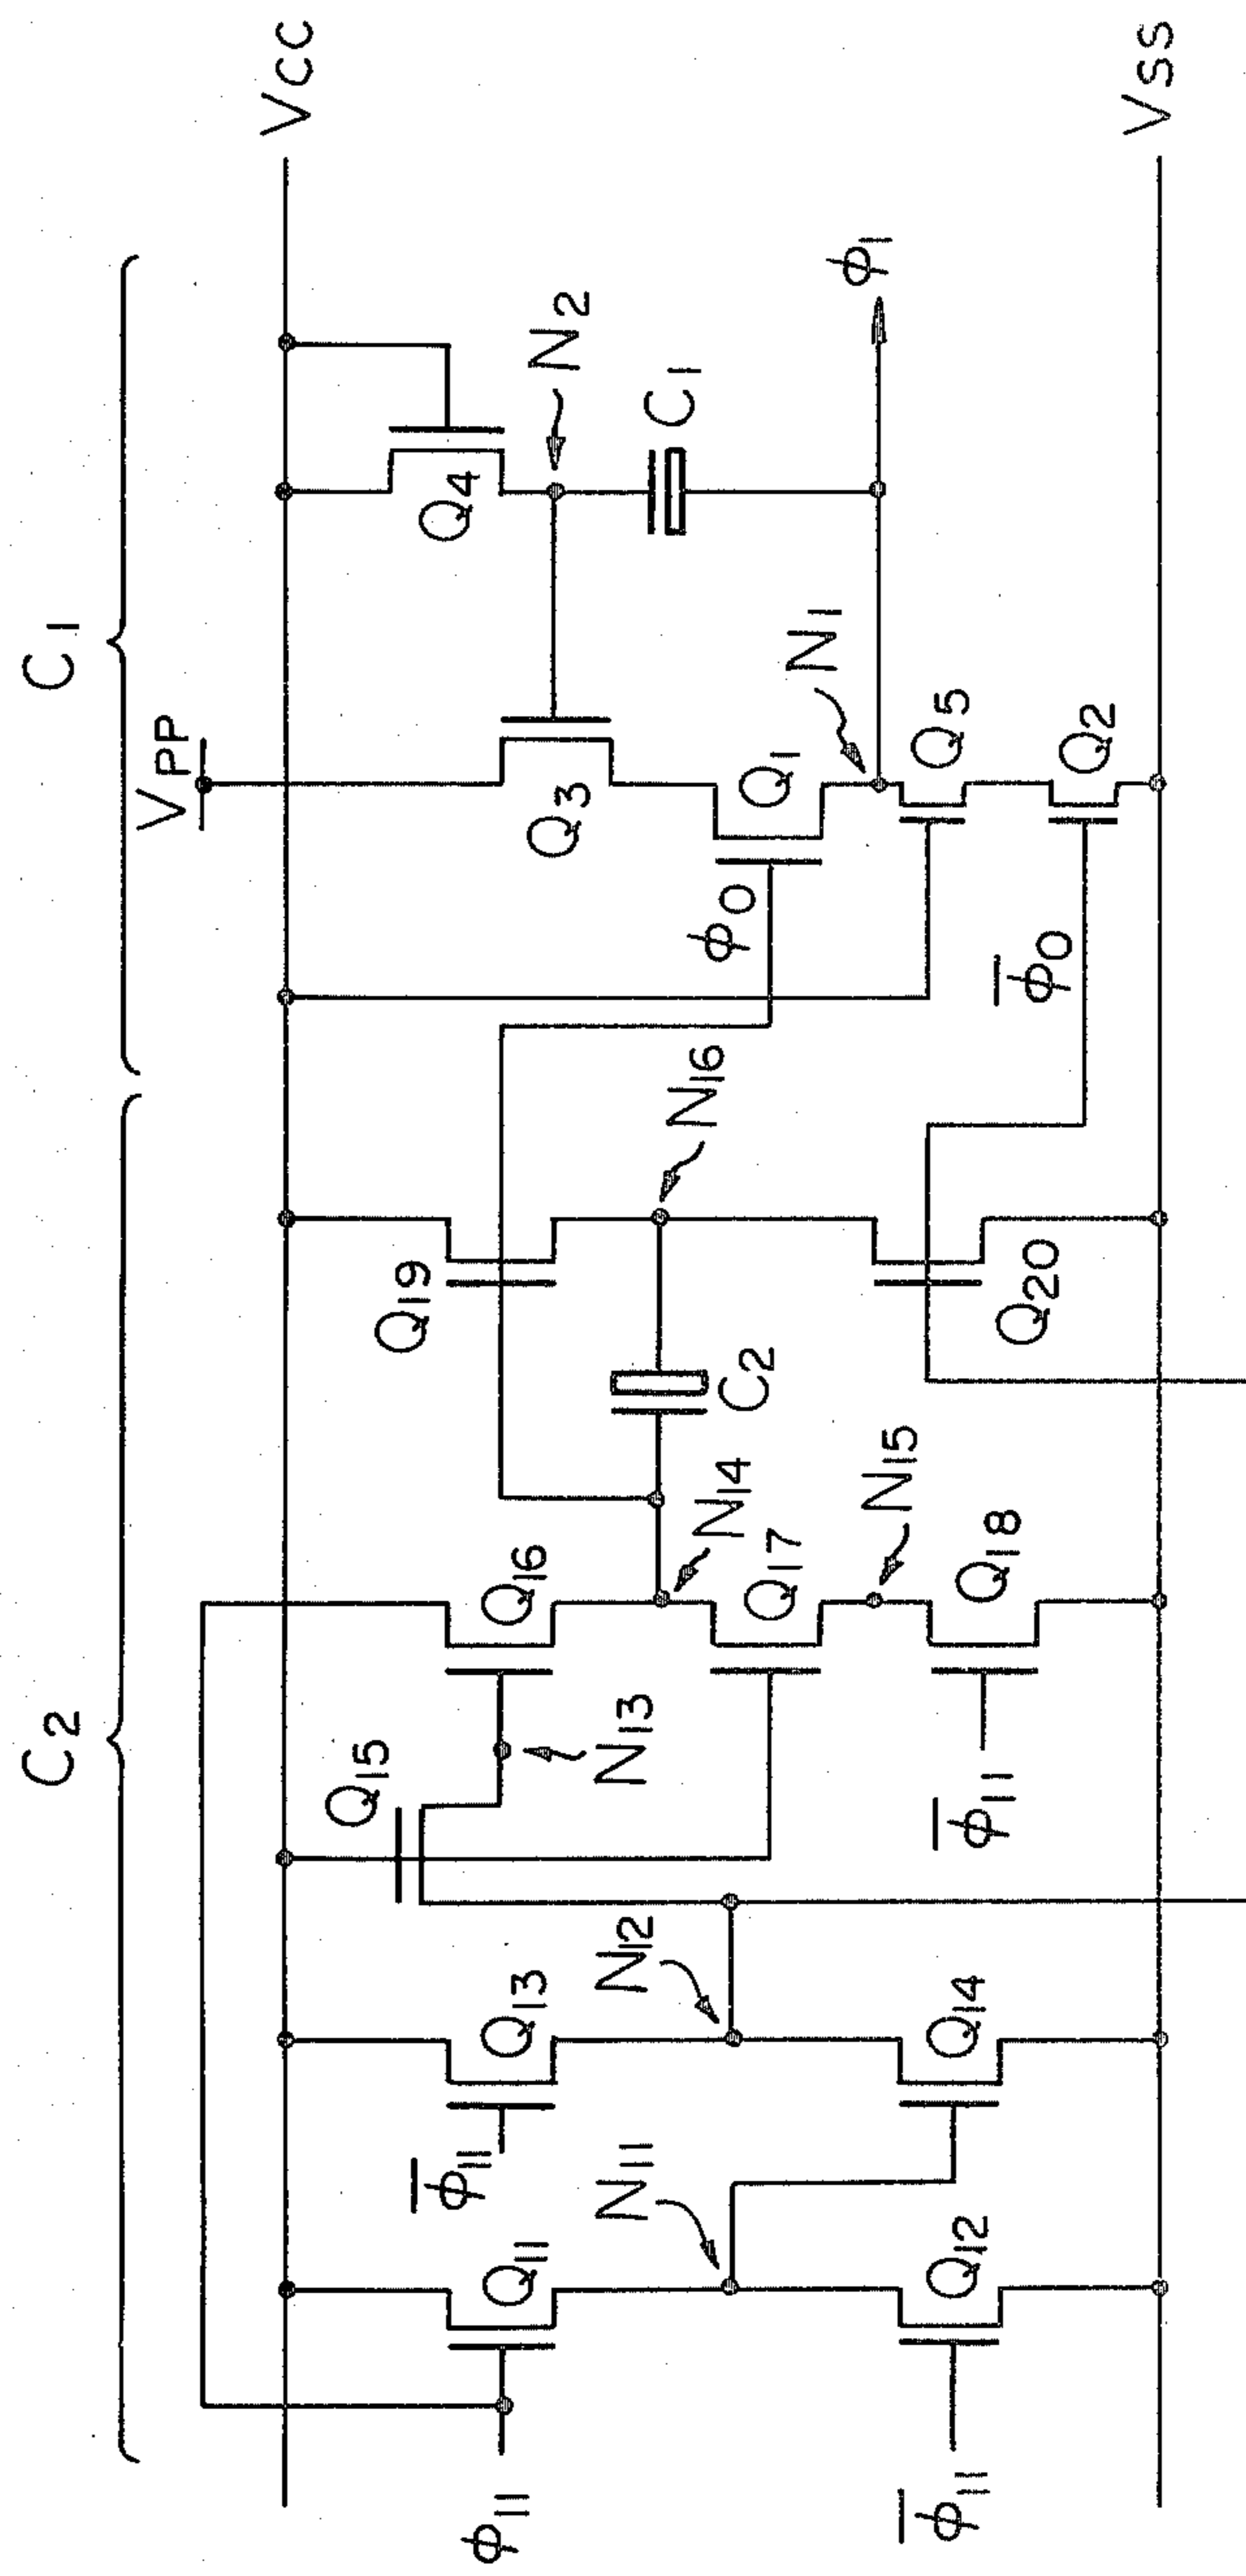 C2
C1
VPP
VCC
φ11
Q11
φ̅11
Q13
Q15
Q16
Q19
Q3
Q4
N11
N12
N13
N14
N16
φ0
Q1
N2
C1
Q12
Q14
Q17
C2
N15
N1
φ1
φ̅11
φ̅11
Q18
Q20
φ̅0
Q5
Q2
VSS